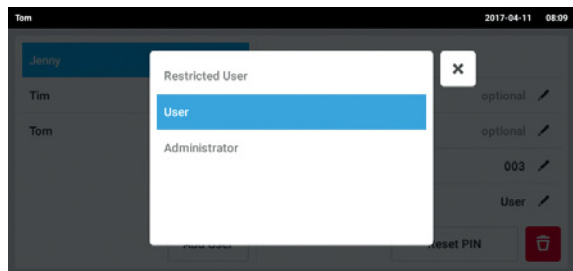 Tom 2017-04-11 08:09
Jenny
Restricted User
Tim optional
User
Tom optional
Administrator
003
User
Add User Reset PIN